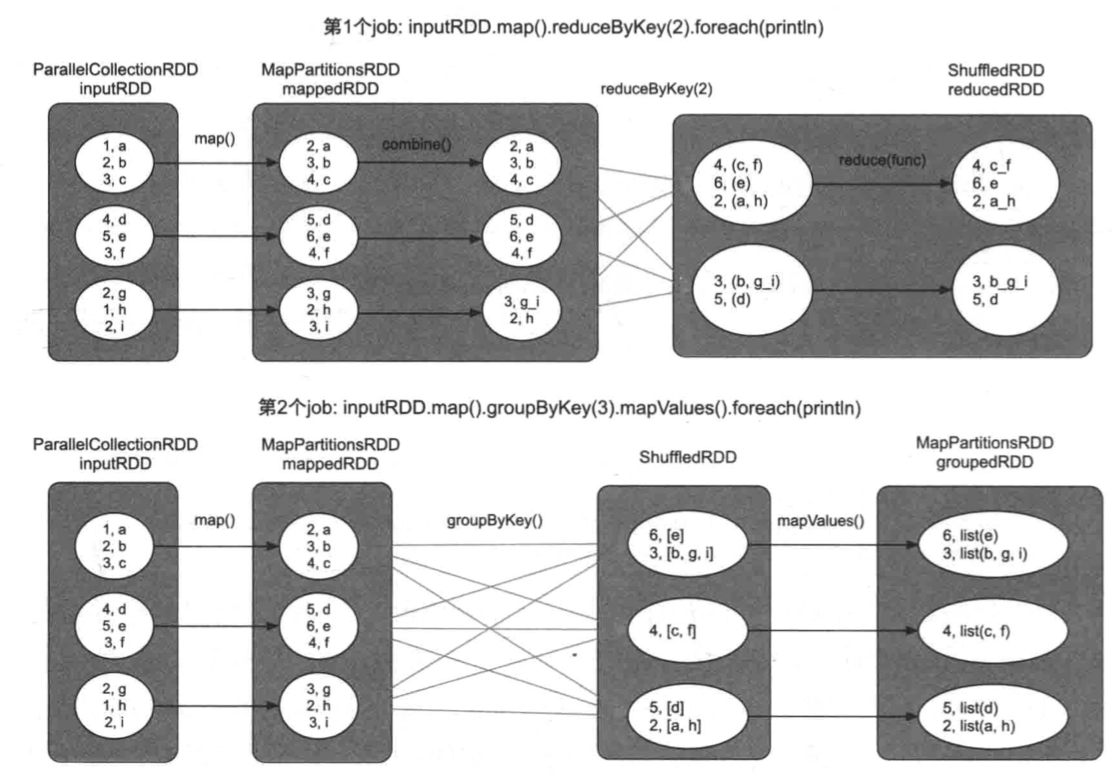 第1个job: inputRDD.map().reduceByKey(2).foreach(println)
ParallelCollectionRDD
inputRDD
MapPartitionsRDD
mappedRDD
reduceByKey(2)
ShuffledRDD
reducedRDD
map()
combine()
reduce(func)
1, a
2, b
3, c
2, a
3, b
4, c
2, a
3, b
4, c
4, (c, f)
6, (e)
2, (a, h)
4, c_f
6, e
2, a_h
4, d
5, e
3, f
5, d
6, e
4, f
5, d
6, e
4, f
2, g
1, h
2, i
3, g
2, h
3, i
3, g_i
2, h
3, (b, g_i)
5, (d)
3, b_g_i
5, d
第2个job: inputRDD.map().groupByKey(3).mapValues().foreach(println)
ParallelCollectionRDD
inputRDD
MapPartitionsRDD
mappedRDD
ShuffledRDD
MapPartitionsRDD
groupedRDD
map()
groupByKey()
mapValues()
1, a
2, b
3, c
2, a
3, b
4, c
6, [e]
3, [b, g, i]
6, list(e)
3, list(b, g, i)
4, d
5, e
3, f
5, d
6, e
4, f
4, [c, f]
4, list(c, f)
2, g
1, h
2, i
3, g
2, h
3, i
5, [d]
2, [a, h]
5, list(d)
2, list(a, h)